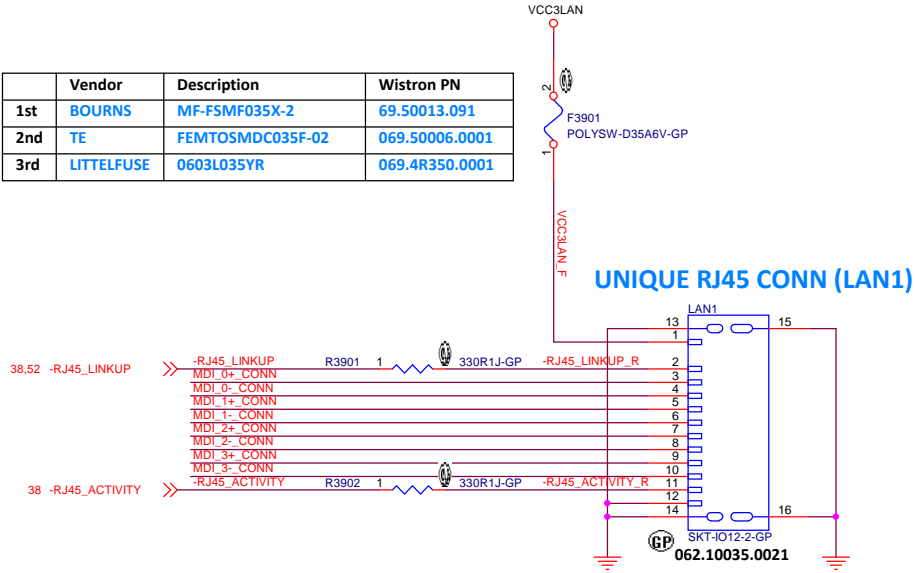 VCC3LAN
Vendor Description Wistron PN
1st BOURNS MF-FSMF035X-2 69.50013.091
2nd TE FEMTOSMDC035F-02 069.50006.0001
3rd LITTELFUSE 0603L035YR 069.4R350.0001
2
F3901
POLYSW-D35A6V-GP
1
VCC3LAN_F
UNIQUE RJ45 CONN (LAN1)
LAN1
13 15
1
38,52 -RJ45_LINKUP -RJ45_LINKUP R3901 1 330R1J-GP -RJ45_LINKUP_R 2
MDI_0+_CONN 3
MDI_0-_CONN 4
MDI_1+_CONN 5
MDI_1-_CONN 6
MDI_2+_CONN 7
MDI_2-_CONN 8
MDI_3+_CONN 9
MDI_3-_CONN 10
38 -RJ45_ACTIVITY -RJ45_ACTIVITY R3902 1 330R1J-GP -RJ45_ACTIVITY_R 11
12
14 16
GP SKT-IO12-2-GP
062.10035.0021